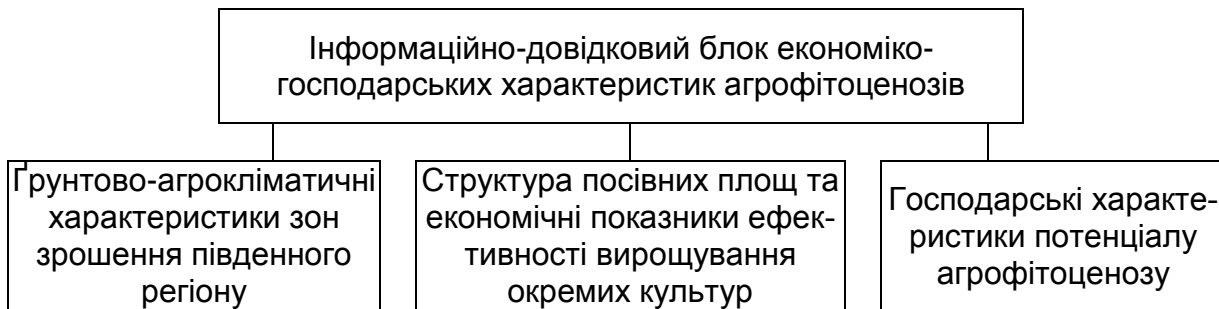 Інформаційно-довідковий блок економіко-
господарських характеристик агрофітоценозів
Ґрунтово-агрокліматичні
характеристики зон
зрошення південного
регіону
Структура посівних площ та
економічні показники ефек-
тивності вирощування
окремих культур
Господарські характе-
ристики потенціалу
агрофітоценозу